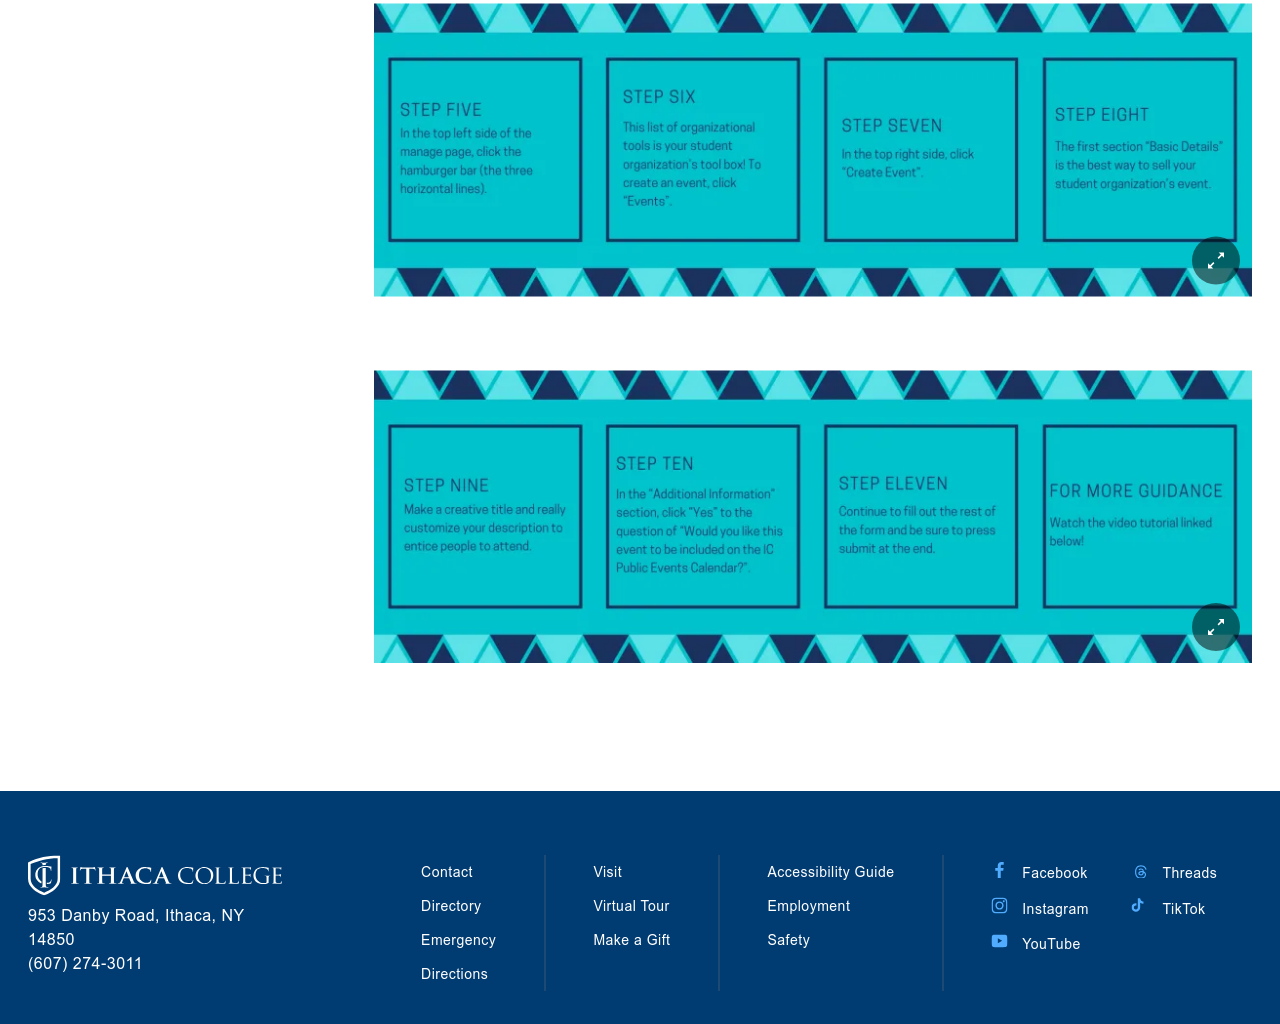 STEP FIVE
In the top left side of the
manage page, click the
hamburger bar (the three
horizontal lines).
STEP SIX
This list of organizational
tools is your student
organization's tool box! To
create an event, click
"Events".
STEP SEVEN
In the top right side, click
"Create Event".
STEP EIGHT
The first section "Basic Details"
is the best way to sell your
student organization's event.
STEP NINE
Make a creative title and really
customize your description to
entice people to attend.
STEP TEN
In the "Additional Information"
section, click "Yes" to the
question of "Would you like this
event to be included on the IC
Public Events Calendar?".
STEP ELEVEN
Continue to fill out the rest of
the form and be sure to press
submit at the end.
FOR MORE GUIDANCE
Watch the video tutorial linked
below!
ITHACA COLLEGE
953 Danby Road, Ithaca, NY
14850
(607) 274-3011
Contact
Directory
Emergency
Directions
Visit
Virtual Tour
Make a Gift
Accessibility Guide
Employment
Safety
Facebook
Instagram
YouTube
Threads
TikTok